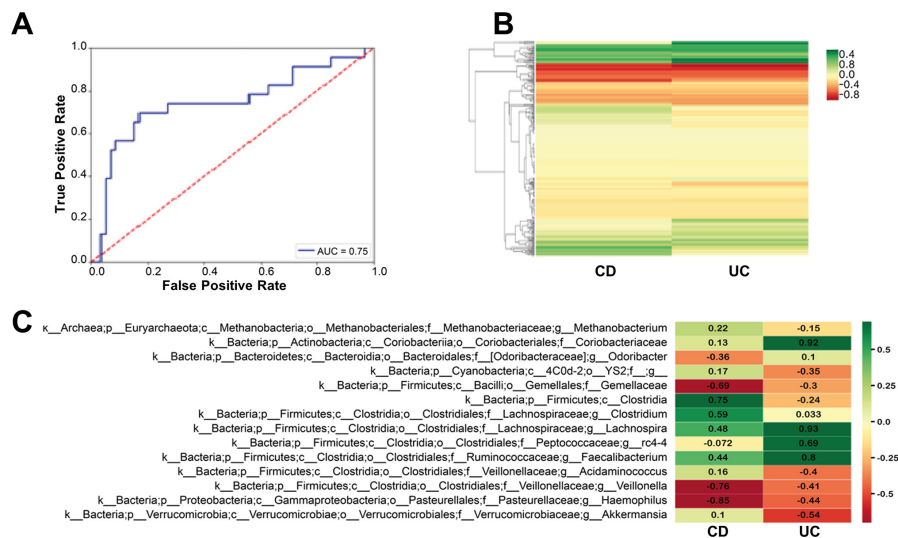 A
True Positive Rate
1.0
0.8
0.6
0.4
0.2
0.0
AUC = 0.75
0.0 0.2 0.4 0.6 0.8 1.0
False Positive Rate
B
0.4
0.0
-0.4
-0.8
CD UC
C
k__Archaea;p__Euryarchaeota;c__Methanobacteria;o__Methanobacteriales;f__Methanobacteriaceae;g__Methanobacterium 0.22 -0.15
k__Bacteria;p__Actinobacteria;c__Coriobacteriia;o__Coriobacteriales;f__Coriobacteriaceae 0.13 0.92
k__Bacteria;p__Bacteroidetes;c__Bacteroidia;o__Bacteroidales;f__[Odoribacteraceae];g__Odoribacter -0.36 0.1
k__Bacteria;p__Cyanobacteria;c__4C0d-2;o__YS2;f__;g__ 0.17 -0.35
k__Bacteria;p__Firmicutes;c__Bacilli;o__Gemellales;f__Gemellaceae -0.69 -0.3
k__Bacteria;p__Firmicutes;c__Clostridia 0.75 -0.24
k__Bacteria;p__Firmicutes;c__Clostridia;o__Clostridiales;f__Lachnospiraceae;g__Clostridium 0.59 0.033
k__Bacteria;p__Firmicutes;c__Clostridia;o__Clostridiales;f__Lachnospiraceae;g__Lachnospira 0.48 0.93
k__Bacteria;p__Firmicutes;c__Clostridia;o__Clostridiales;f__Peptococcaceae;g__rc4-4 -0.072 0.69
k__Bacteria;p__Firmicutes;c__Clostridia;o__Clostridiales;f__Ruminococcaceae;g__Faecalibacterium 0.44 0.8
k__Bacteria;p__Firmicutes;c__Clostridia;o__Clostridiales;f__Veillonellaceae;g__Acidaminococcus 0.16 -0.4
k__Bacteria;p__Firmicutes;c__Clostridia;o__Clostridiales;f__Veillonellaceae;g__Veillonella -0.76 -0.41
k__Bacteria;p__Proteobacteria;c__Gammaproteobacteria;o__Pasteurellales;f__Pasteurellaceae;g__Haemophilus -0.85 -0.44
k__Bacteria;p__Verrucomicrobia;c__Verrucomicrobiae;o__Verrucomicrobiales;f__Verrucomicrobiaceae;g__Akkermansia 0.1 -0.54
0.5
0.0
-0.5
CD UC